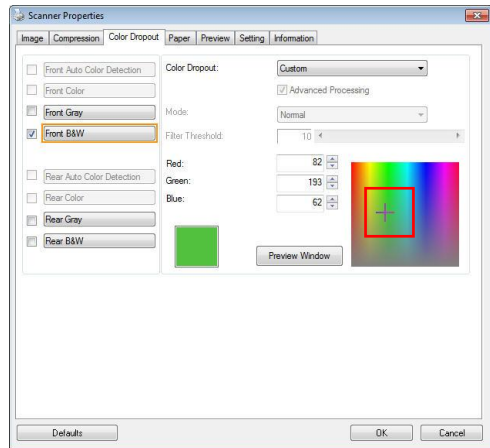 Scanner Properties
Image Compression Color Dropout Paper Preview Setting Information
Front Auto Color Detection
Front Color
Front Gray
Front B&W
Rear Auto Color Detection
Rear Color
Rear Gray
Rear B&W
Color Dropout: Custom
Advanced Processing
Mode: Normal
Filter Threshold: 10
Red: 82
Green: 193
Blue: 62
Preview Window
Defaults OK Cancel